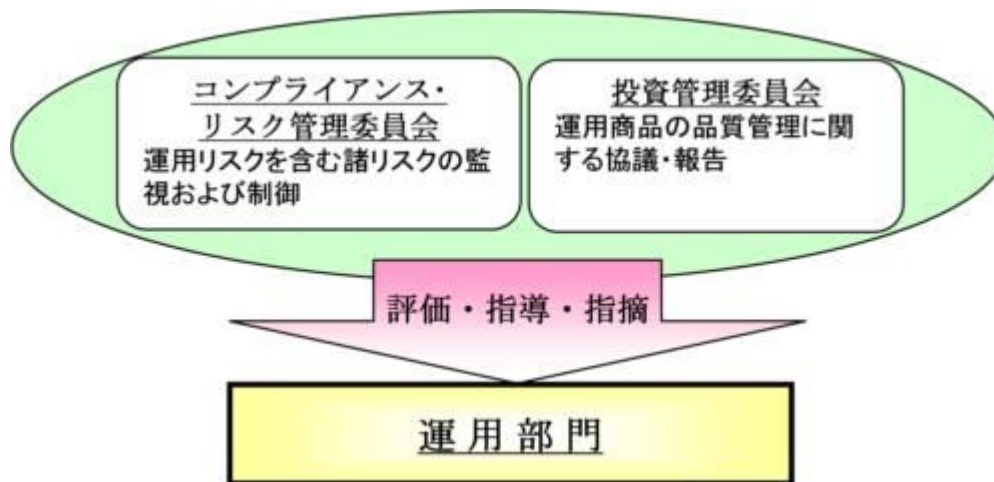 コンプライアンス・
リスク管理委員会
運用リスクを含む諸リスクの監
視および制御
投資管理委員会
運用商品の品質管理に関
する協議・報告
評価・指導・指摘
運用部門